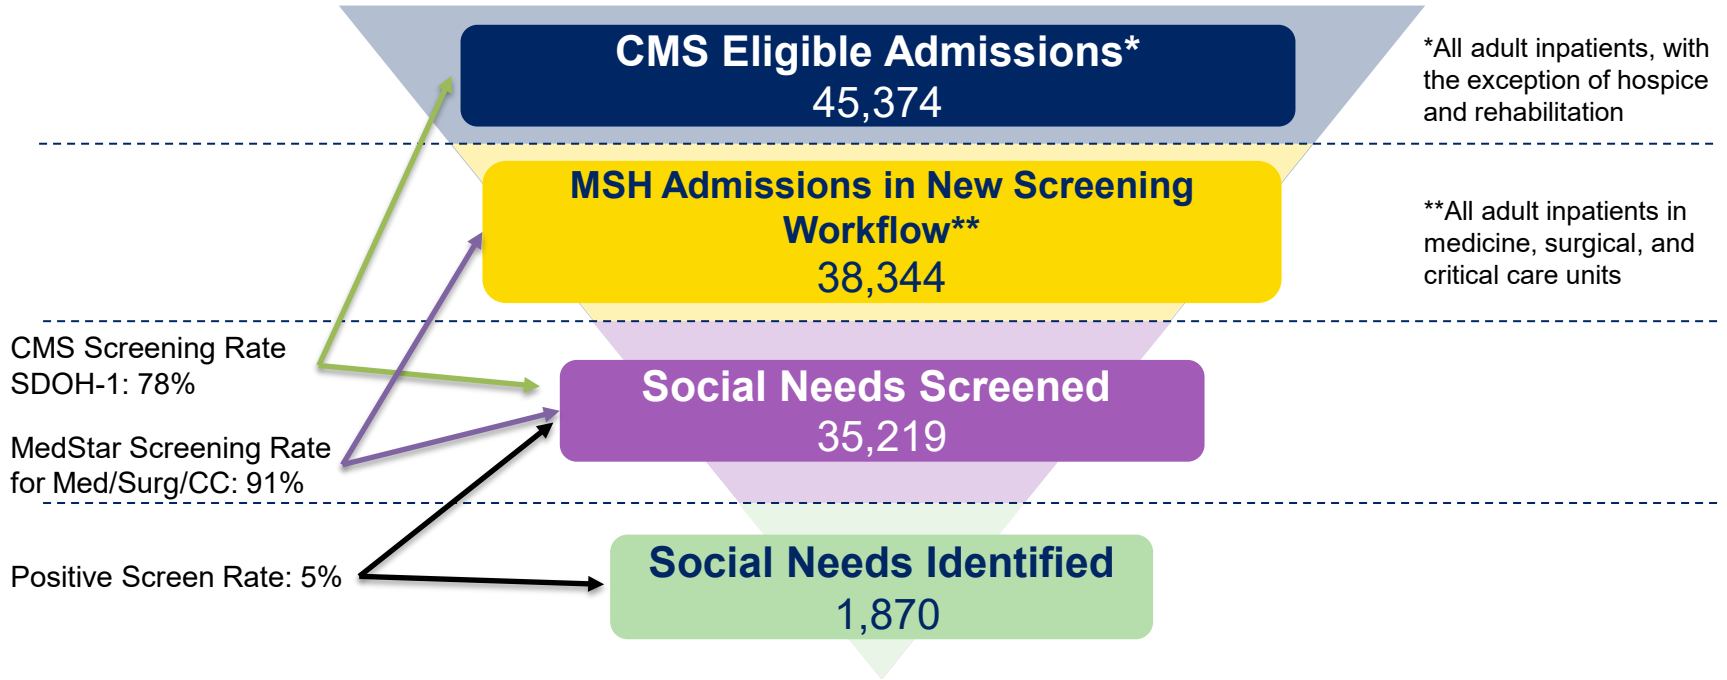 CMS Eligible Admissions*
45,374
*All adult inpatients, with
the exception of hospice
and rehabilitation
MSH Admissions in New Screening
Workflow**
38,344
**All adult inpatients in
medicine, surgical, and
critical care units
CMS Screening Rate
SDOH-1: 78%
Social Needs Screened
35,219
MedStar Screening Rate
for Med/Surg/CC: 91%
Positive Screen Rate: 5%
Social Needs Identified
1,870